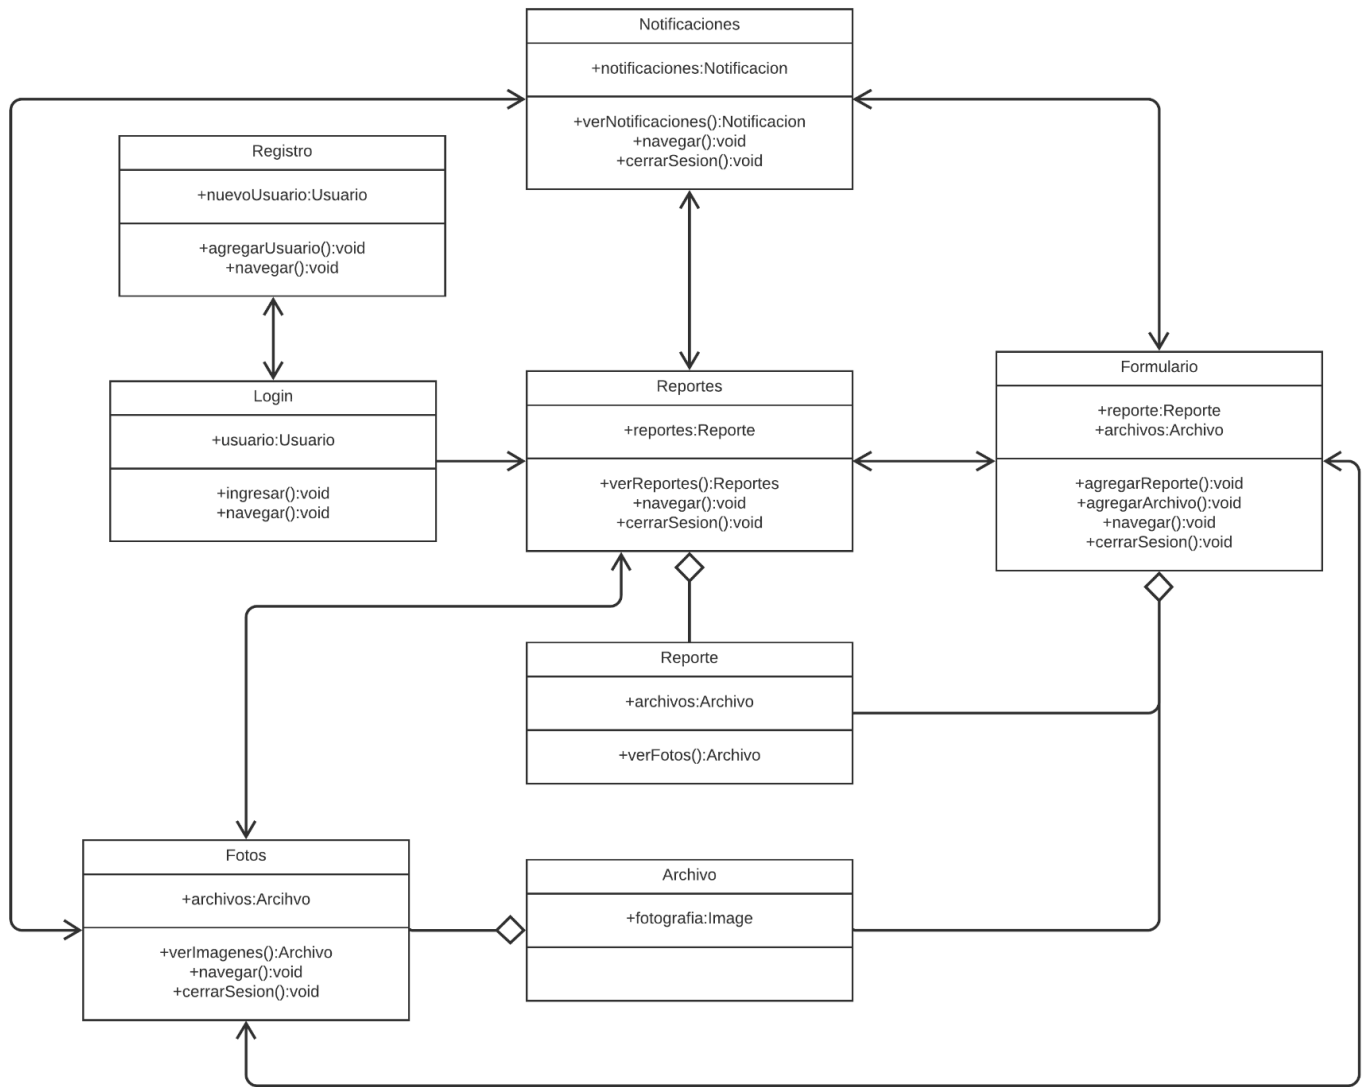 Notificaciones
+notificaciones:Notificacion
+verNotificaciones():Notificacion
+navegar():void
+cerrarSesion():void
Registro
+nuevoUsuario:Usuario
+agregarUsuario():void
+navegar():void
Login
+usuario:Usuario
+ingresar():void
+navegar():void
Reportes
+reportes:Reporte
+verReportes():Reportes
+navegar():void
+cerrarSesion():void
Formulario
+reporte:Reporte
+archivos:Archivo
+agregarReporte():void
+agregarArchivo():void
+navegar():void
+cerrarSesion():void
Reporte
+archivos:Archivo
+verFotos():Archivo
Fotos
+archivos:Arcihvo
+verImagenes():Archivo
+navegar():void
+cerrarSesion():void
Archivo
+fotografia:Image